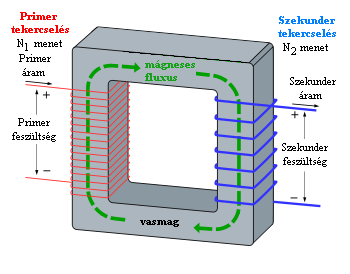 Primer
tekercselés
N1 menet
Primer
áram
+
Primer
feszültség
−
mágneses
fluxus
vasmag
Szekunder
tekercselés
N2 menet
Szekunder
áram
+
Szekunder
feszültség
−